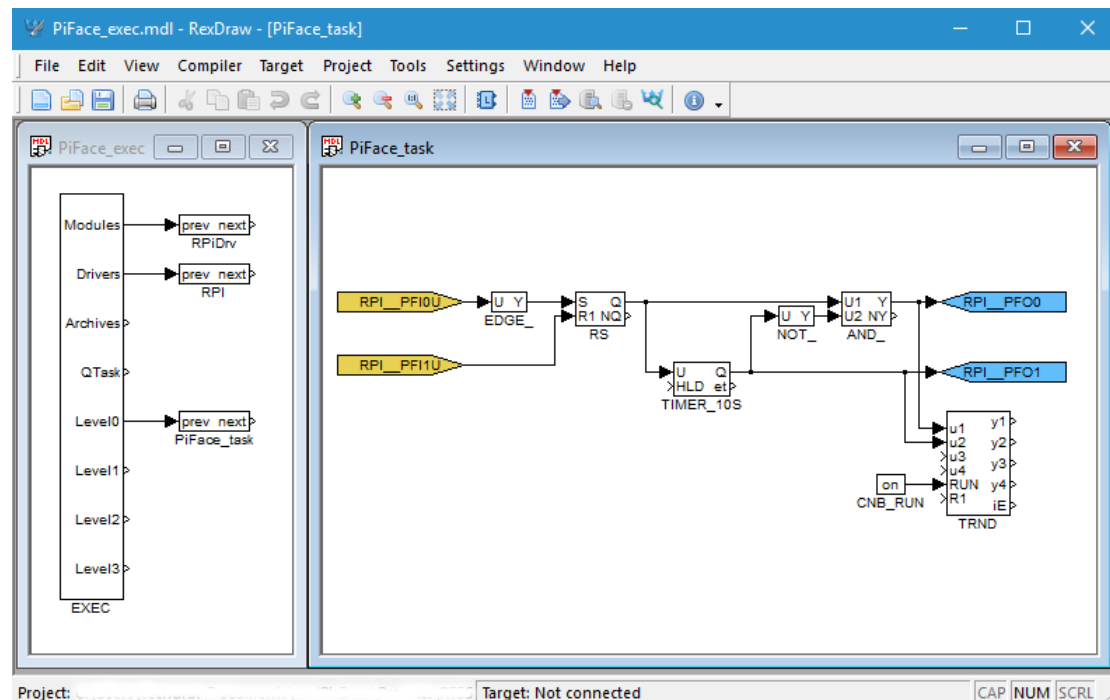 PiFace_exec.mdl - RexDraw - [PiFace_task]
File Edit View Compiler Target Project Tools Settings Window Help
PiFace_exec
Modules
prev next
RPiDrv
Drivers
prev next
RPI
Archives
QTask
Level0
prev next
PiFace_task
Level1
Level2
Level3
EXEC
PiFace_task
RPI__PFI0U
U Y
EDGE_
S Q
R1 NQ
RS
U1 Y
U2 NY
AND_
RPI__PFO0
U Y
NOT_
RPI__PFI1U
U Q
HLD et
TIMER_10S
RPI__PFO1
u1 y1
u2 y2
u3 y3
u4 y4
RUN
R1 iE
TRND
on
CNB_RUN
Project:
Target: Not connected
CAP NUM SCRL